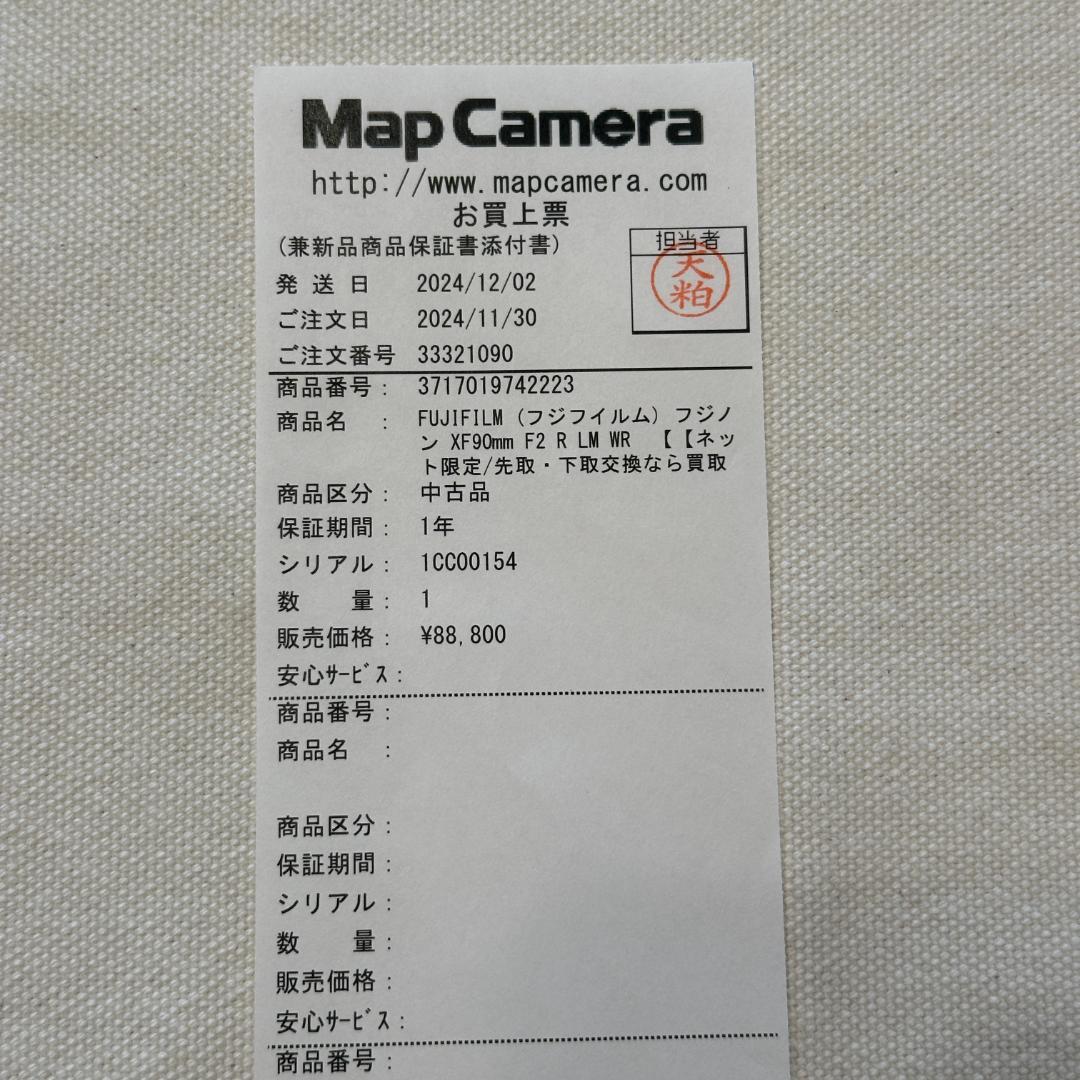 Map Camera
http://www.mapcamera.com
お買上票
(兼新品商品保証書添付書)
担当者
天粕
発 送 日 2024/12/02
ご注文日 2024/11/30
ご注文番号 33321090
商品番号: 3717019742223
商品名 : FUJIFILM (フジフイルム) フジノ
ン XF90mm F2 R LM WR 【【ネッ
ト限定/先取・下取交換なら買取
商品区分: 中古品
保証期間: 1年
シリアル: 1CC00154
数 量: 1
販売価格: ¥88,800
安心ｻｰﾋﾞｽ:
商品番号:
商品名 :
商品区分:
保証期間:
シリアル:
数 量:
販売価格:
安心ｻｰﾋﾞｽ:
商品番号: